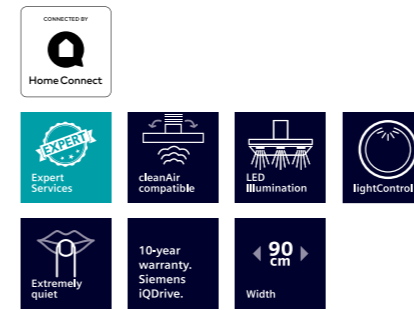 CONNECTED BY
Home Connect
EXPERT
Expert
Services
cleanAir
compatible
LED
Illumination
lightControl
Extremely
quiet
10-year
warranty.
Siemens
iQDrive.
90
cm
Width